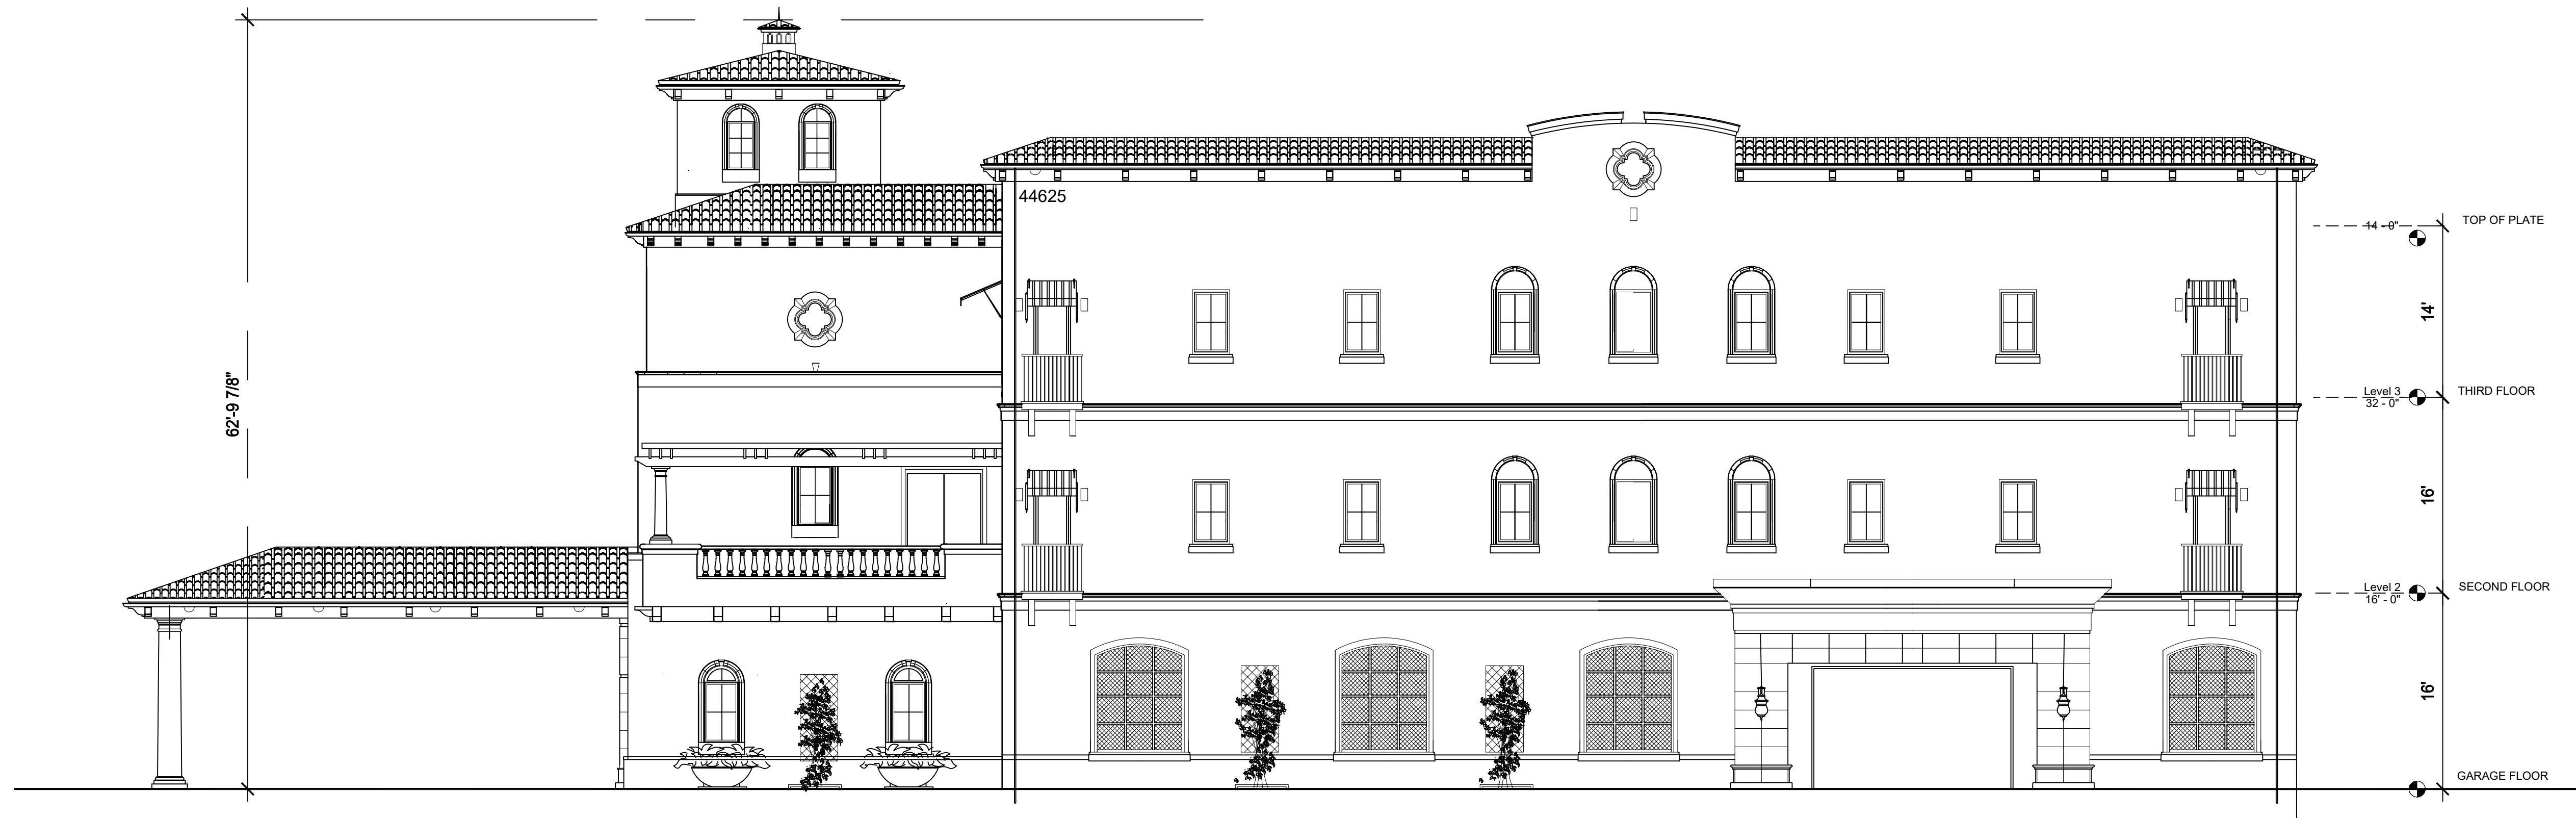 44625
14 - 0"
TOP OF PLATE
14'
62'-9 7/8"
Level 3
32 - 0"
THIRD FLOOR
16'
Level 2
16' - 0"
SECOND FLOOR
16'
GARAGE FLOOR